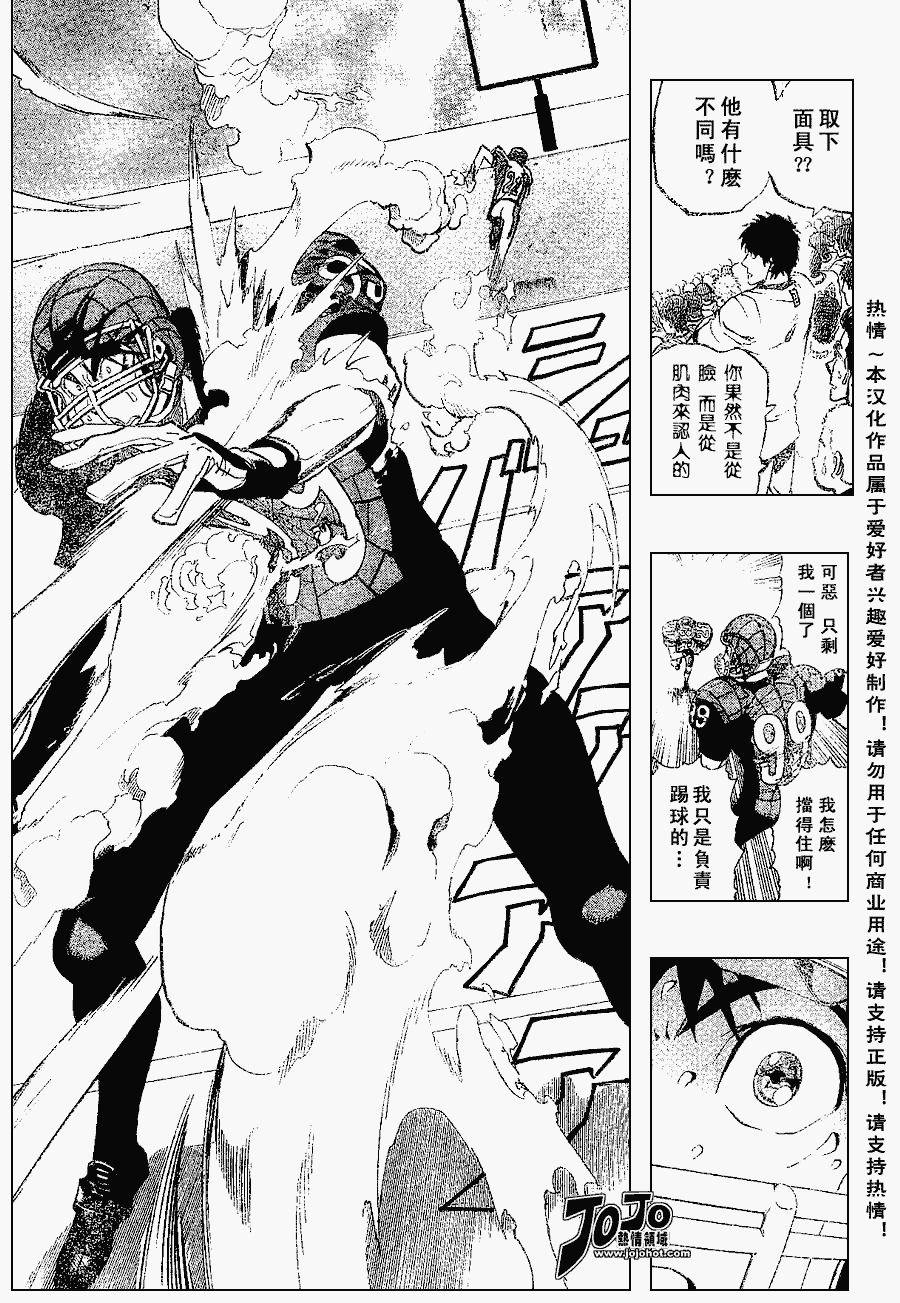 取下
面具??
他有什麼
不同嗎？
你果然不是從
臉 而是從
肌肉來認人的
可惡 只剩
我一個了
9
99
我怎麼
擋得住啊！
我只是負責
踢球的…
21
热情～本汉化作品属于爱好者兴趣爱好制作！请勿用于任何商业用途！请支持正版！请支持热情！
JOJO
熱情領域
www.jojohot.com